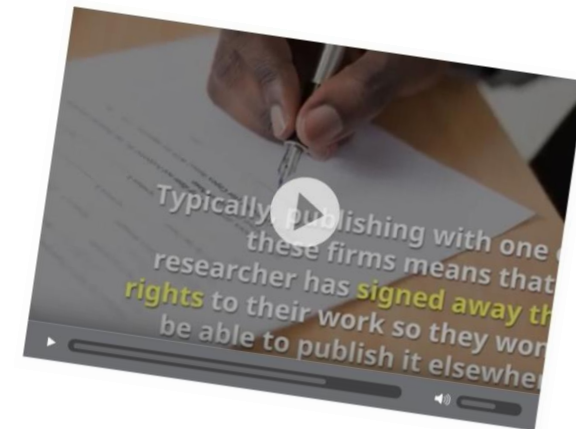 Typically, publishing with one
these firms means that
researcher has signed away
rights to their work so they
be able to publish it